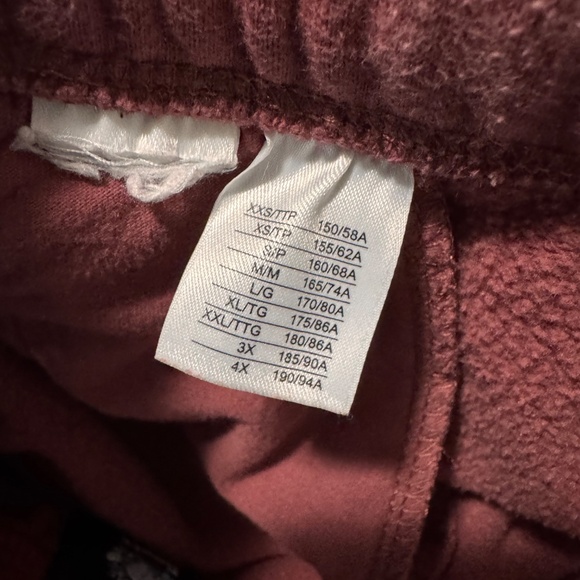 XXS/TTP 150/58A
XS/TP 155/62A
S/P 160/68A
M/M 165/74A
L/G 170/80A
XL/TG 175/86A
XXL/TTG 180/86A
3X 185/90A
4X 190/94A